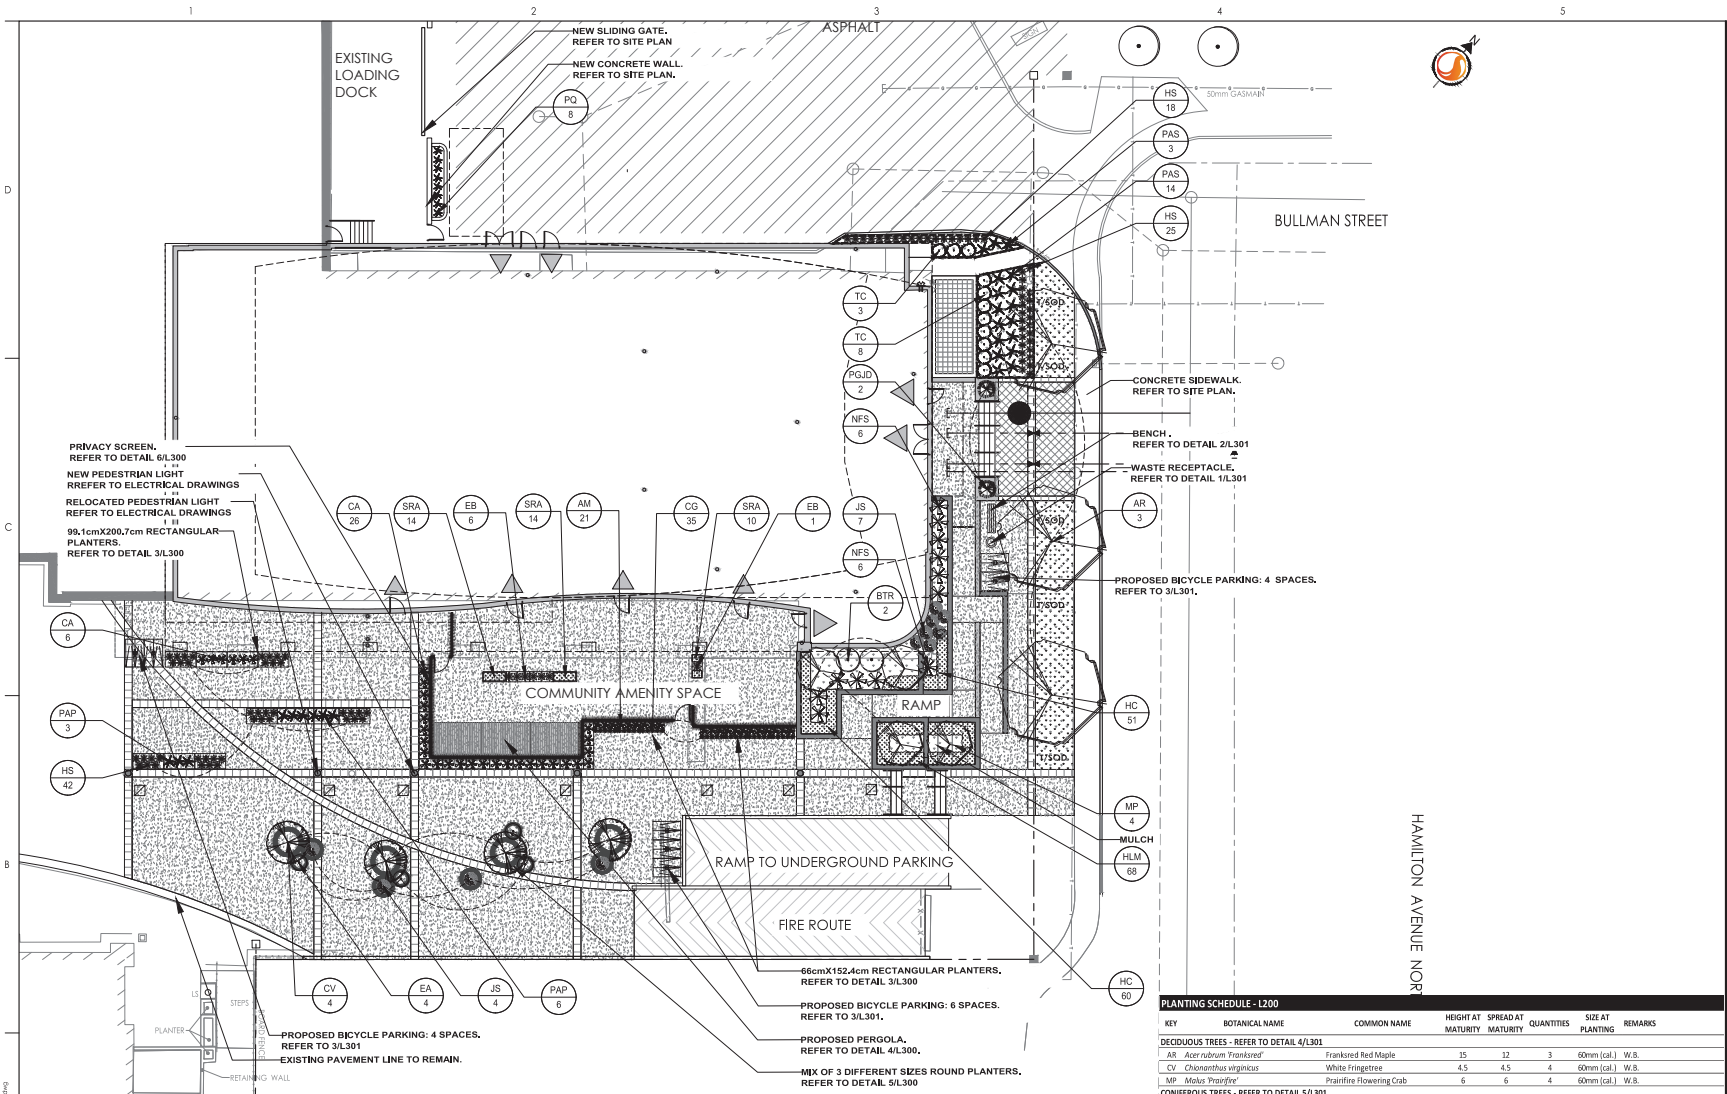 1
2
3
4
5
D
C
B
ASPHALT
EXISTING
LOADING
DOCK
NEW SLIDING GATE.
REFER TO SITE PLAN
NEW CONCRETE WALL.
REFER TO SITE PLAN.
PQ
8
N
E
50mm GASMAIN
HS
18
PAS
3
PAS
14
HS
25
BULLMAN STREET
TC
3
TC
8
PGJD
2
NFS
6
T/SOD
T/SOD
CONCRETE SIDEWALK.
REFER TO SITE PLAN.
BENCH .
REFER TO DETAIL 2/L301
WASTE RECEPTACLE.
REFER TO DETAIL 1/L301
AR
3
PRIVACY SCREEN.
REFER TO DETAIL 6/L300
NEW PEDESTRIAN LIGHT
RREFER TO ELECTRICAL DRAWINGS
RELOCATED PEDESTRIAN LIGHT
REFER TO ELECTRICAL DRAWINGS
99.1cmX200.7cm RECTANGULAR
PLANTERS.
REFER TO DETAIL 3/L300
CA
26
SRA
14
EB
6
SRA
14
AM
21
CG
35
SRA
10
EB
1
JS
7
NFS
6
BTR
2
T/SOD
T/SOD
PROPOSED BICYCLE PARKING: 4 SPACES.
REFER TO 3/L301.
CA
6
PAP
3
HS
42
COMMUNITY AMENITY SPACE
RAMP
HC
51
T/SOD
MP
4
MULCH
HLM
68
RAMP TO UNDERGROUND PARKING
FIRE ROUTE
HAMILTON AVENUE NORT
CV
4
EA
4
JS
4
PAP
6
HC
60
66cmX152.4cm RECTANGULAR PLANTERS.
REFER TO DETAIL 3/L300
PROPOSED BICYCLE PARKING: 6 SPACES.
REFER TO 3/L301.
PROPOSED PERGOLA.
REFER TO DETAIL 4/L300.
MIX OF 3 DIFFERENT SIZES ROUND PLANTERS.
REFER TO DETAIL 5/L300
LS
STEPS
PLANTER
RETAINING WALL
PROPOSED BICYCLE PARKING: 4 SPACES.
REFER TO 3/L301
EXISTING PAVEMENT LINE TO REMAIN.
PLANTING SCHEDULE - L200
KEY BOTANICAL NAME COMMON NAME HEIGHT AT MATURITY SPREAD AT MATURITY QUANTITIES SIZE AT PLANTING REMARKS
DECIDUOUS TREES - REFER TO DETAIL 4/L301
AR Acer rubrum 'Franksred' Franksred Red Maple 15 12 3 60mm (cal.) W.B.
CV Chionanthus virginicus White Fringetree 4.5 4.5 4 60mm (cal.) W.B.
MP Malus 'Prairifire' Prairifire Flowering Crab 6 6 4 60mm (cal.) W.B.
CONIFEROUS TREES - REFER TO DETAIL 5/L301